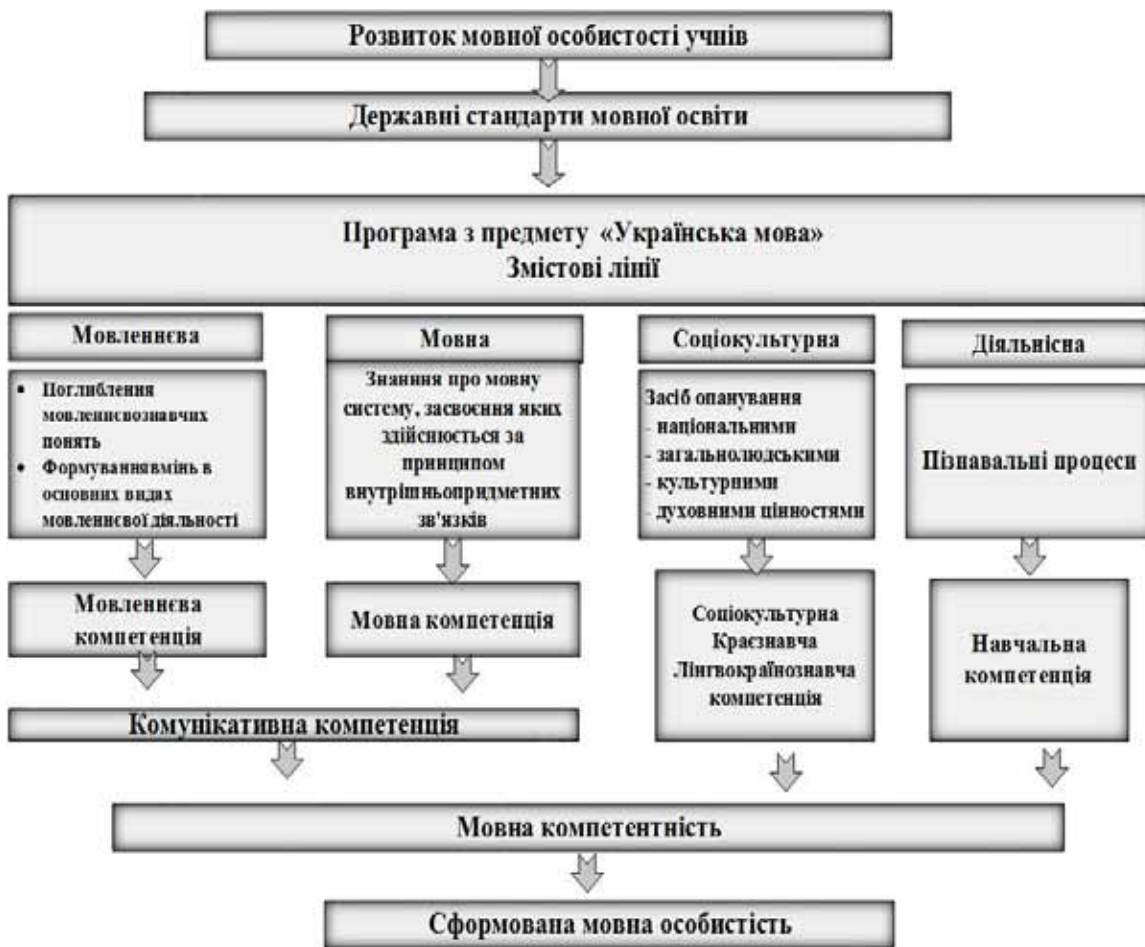 Розвиток мовної особистості учнів
Державні стандарти мовної освіти
Програма з предмету «Українська мова»
Змістові лінії
Мовленнєва
• Поглиблення
мовленнєвознавчих
понять
• Формуваннявмінь в
основних видах
мовленнєвої діяльності
Мовленнєва
компетенція
Мовна
Знанння про мовну
систему, засвоєння яких
здійснюється за
принципом
внутрішньопридметних
зв'язків
Мовна компетенція
Комунікативна компетенція
Соціокультурна
Засіб опанування
- національними
- загальнолюдськими
- культурними
- духовними цінностями
Соціокультурна
Краєзнавча
Лінгвокраїнознавча
компетенція
Діяльнісна
Пізнавальні процеси
Навчальна
компетенція
Мовна компетентність
Сформована мовна особистість